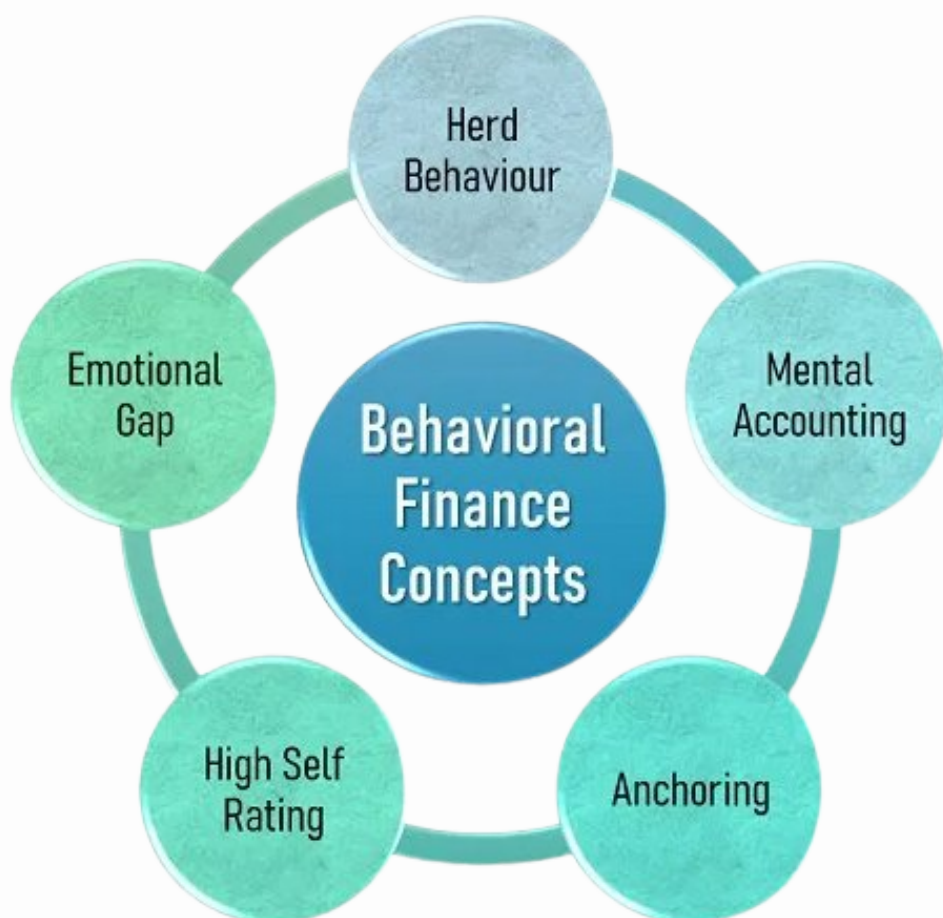 Herd
Behaviour
Mental
Accounting
Anchoring
High Self
Rating
Emotional
Gap
Behavioral
Finance
Concepts